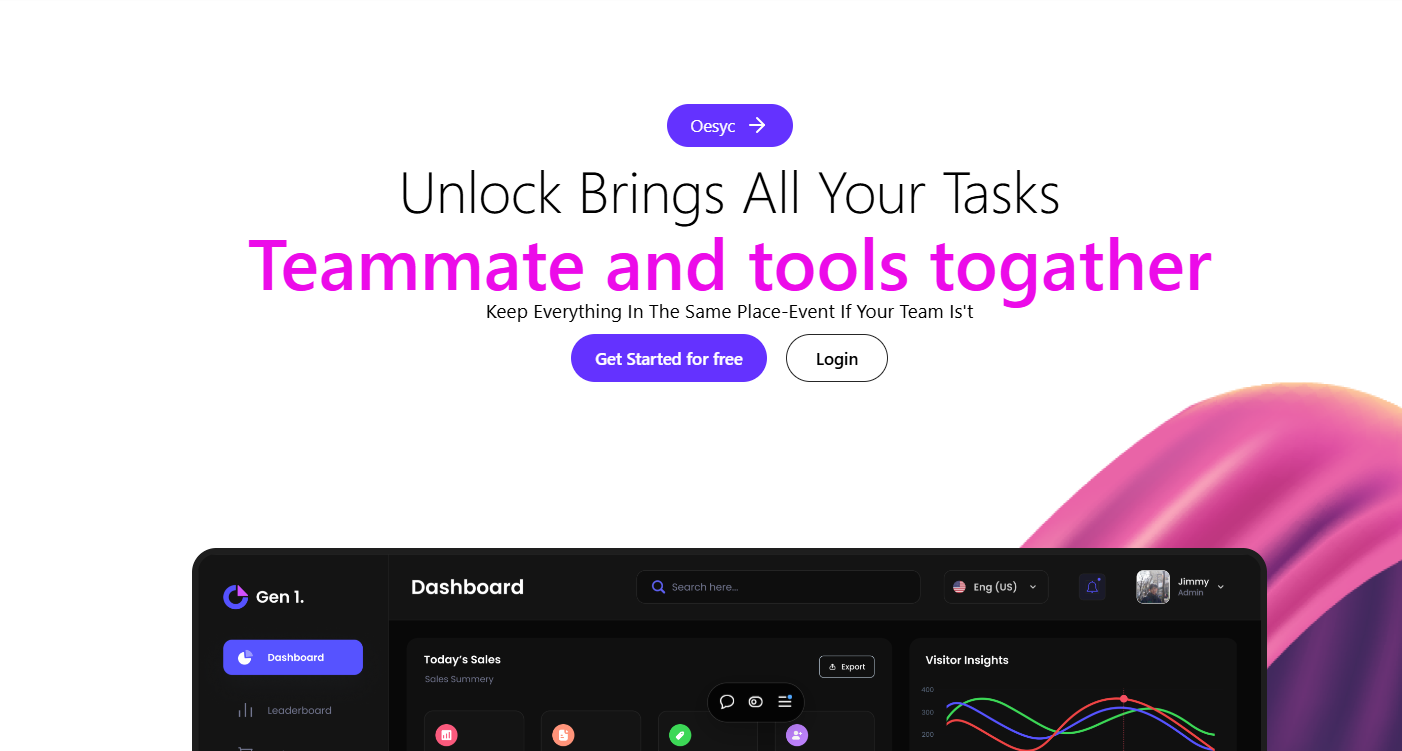 Oesyc
Unlock Brings All Your Tasks
Teammate and tools togather
Keep Everything In The Same Place-Event If Your Team Is't
Get Started for free
Login
Gen 1.
Dashboard
Search here...
Eng (US)
Jimmy
Admin
Dashboard
Leaderboard
Today's Sales
Sales Summery
Export
Visitor Insights
400
300
200